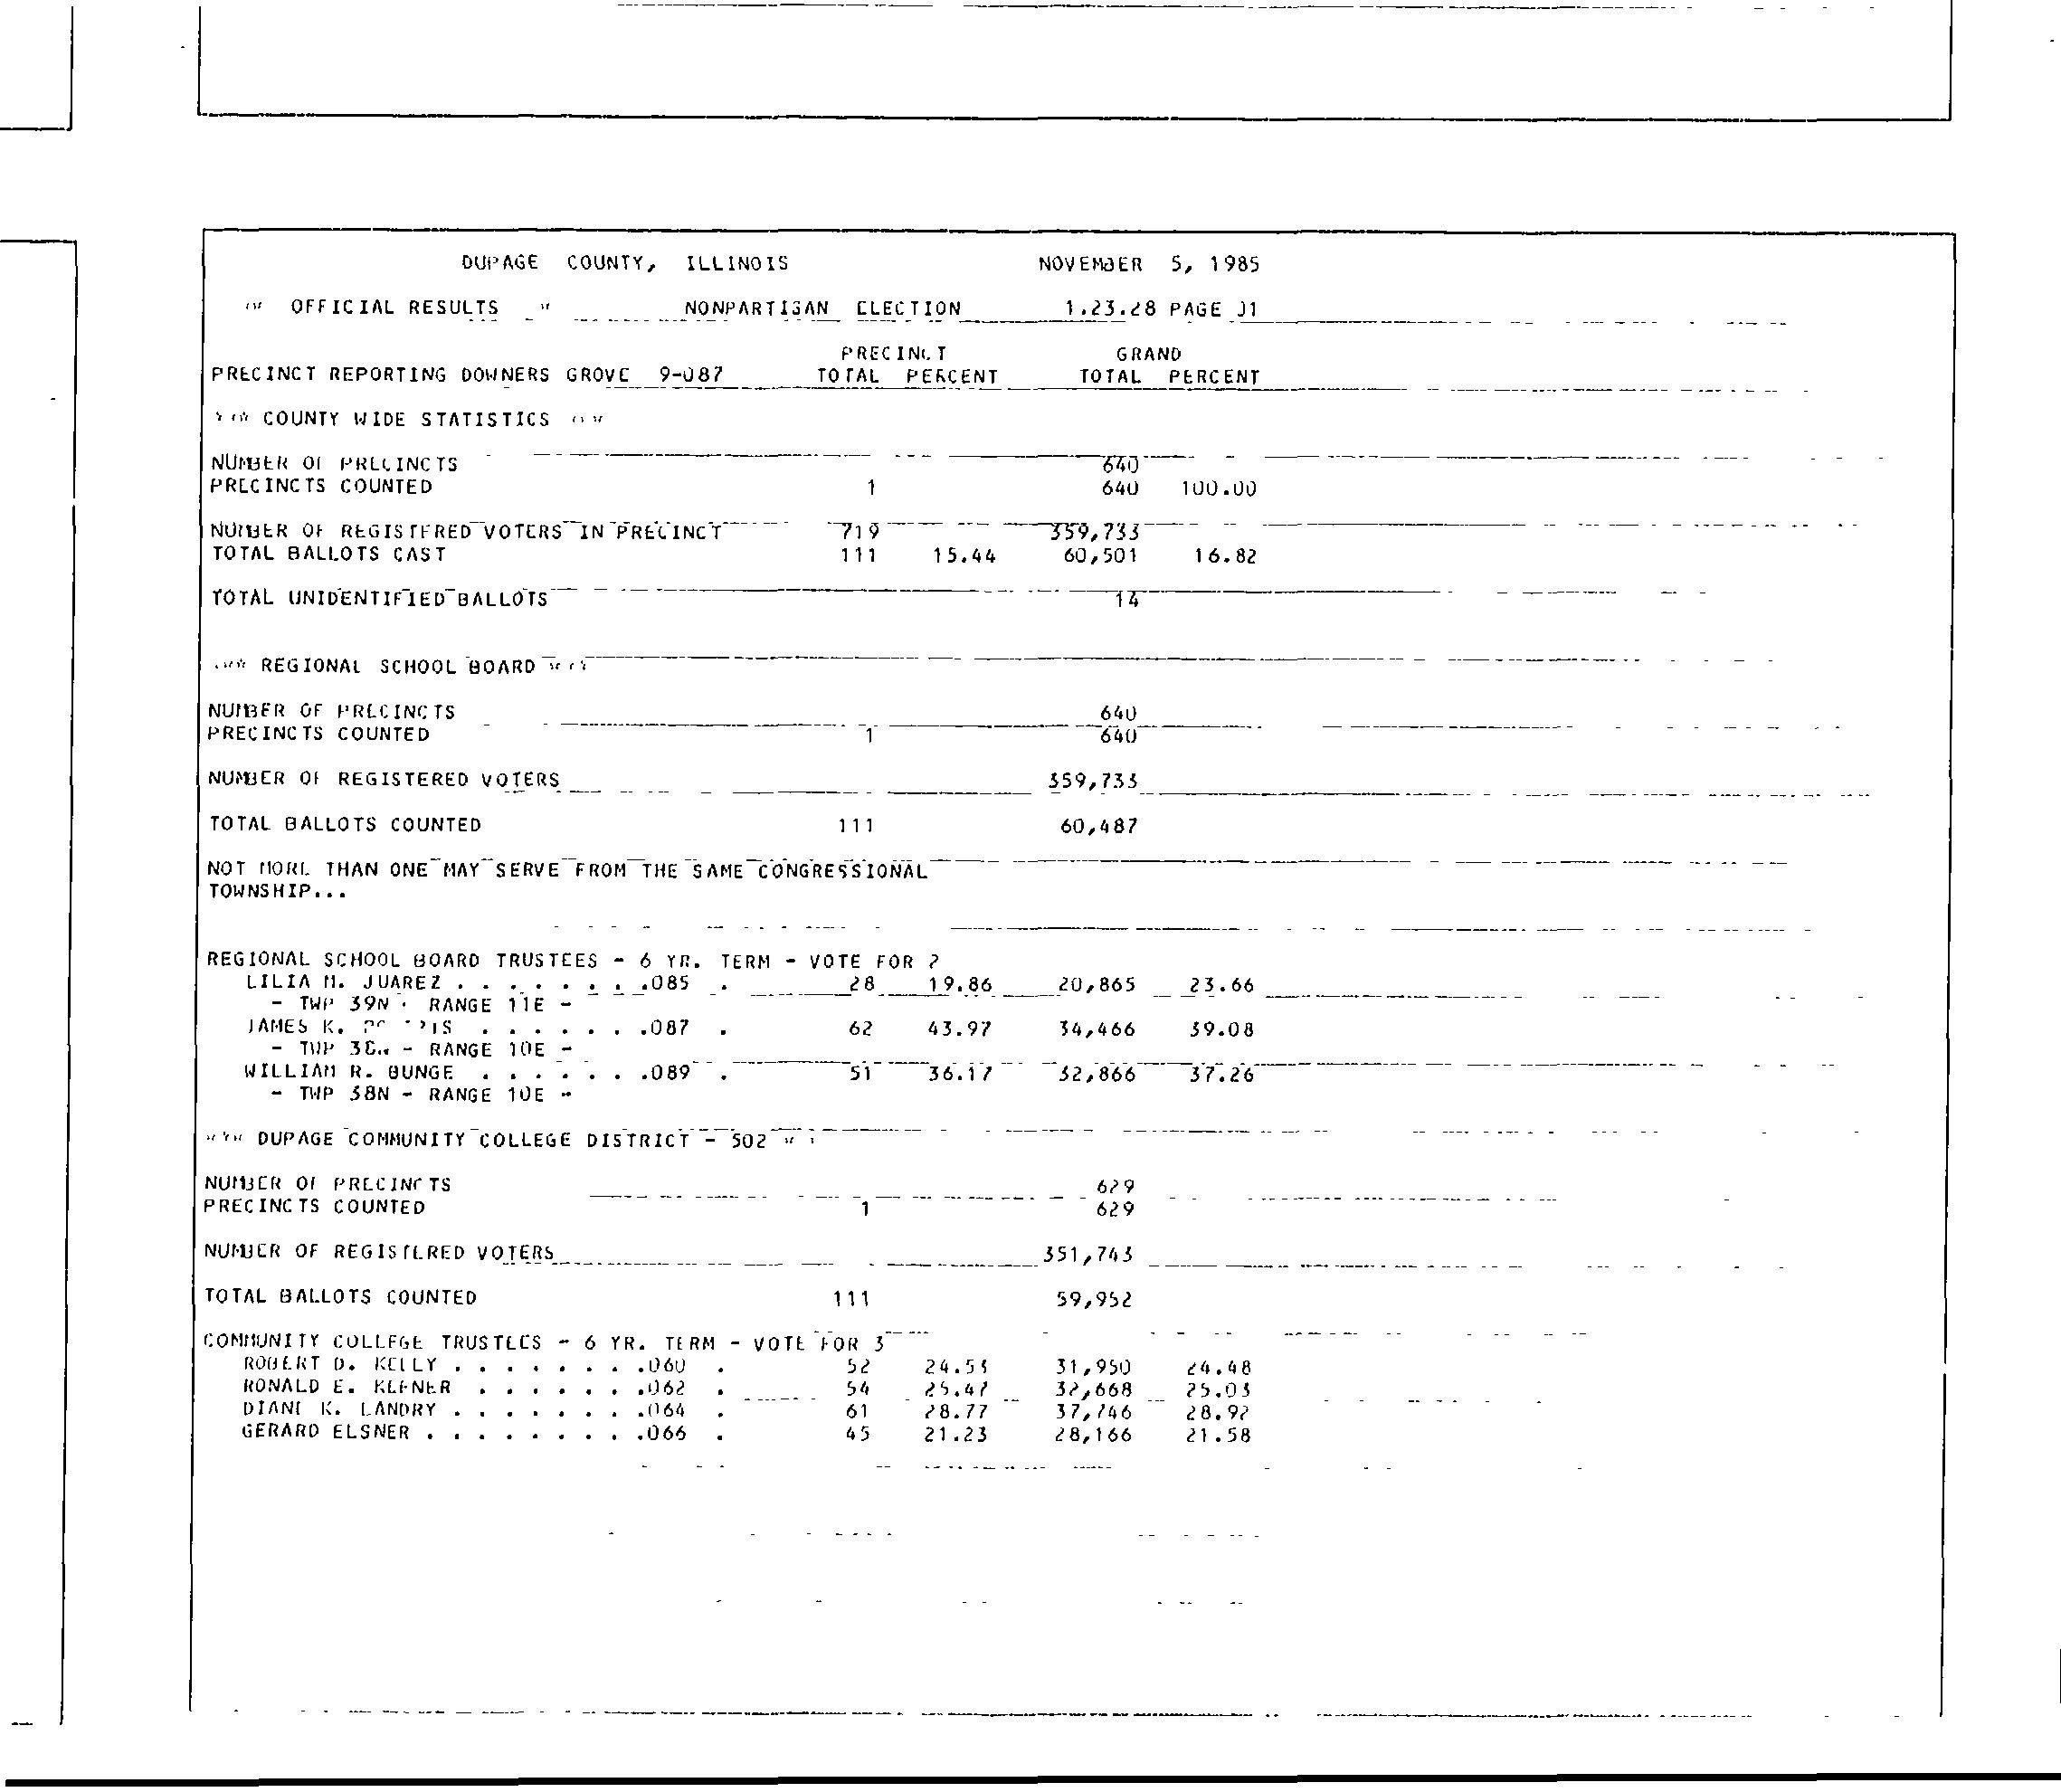 DUPAGE COUNTY, ILLINOIS NOVEMBER 5, 1985
OFFICIAL RESULTS NONPARTISAN ELECTION 1.23.28 PAGE 01
PRECINCT GRAND
PRECINCT REPORTING DOWNERS GROVE 9-087 TOTAL PERCENT TOTAL PERCENT
*** COUNTY WIDE STATISTICS ***
NUMBER OF PRECINCTS 640
PRECINCTS COUNTED 1 640 100.00
NUMBER OF REGISTERED VOTERS IN PRECINCT 719 359,733
TOTAL BALLOTS CAST 111 15.44 60,501 16.82
TOTAL UNIDENTIFIED BALLOTS 14
*** REGIONAL SCHOOL BOARD ***
NUMBER OF PRECINCTS 640
PRECINCTS COUNTED 1 640
NUMBER OF REGISTERED VOTERS 359,733
TOTAL BALLOTS COUNTED 111 60,487
NOT MORE THAN ONE MAY SERVE FROM THE SAME CONGRESSIONAL
TOWNSHIP...
REGIONAL SCHOOL BOARD TRUSTEES - 6 YR. TERM - VOTE FOR 2
LILIA M. JUAREZ . . . . . . . .085 . 28 19.86 20,865 23.66
- TWP 39N - RANGE 11E -
JAMES K. . . . . . . .087 . 62 43.97 34,466 39.08
- TWP 38N - RANGE 10E -
WILLIAM R. BUNGE . . . . . . .089 . 51 36.17 32,866 37.26
- TWP 38N - RANGE 10E -
*** DUPAGE COMMUNITY COLLEGE DISTRICT - 502 ***
NUMBER OF PRECINCTS 629
PRECINCTS COUNTED 1 629
NUMBER OF REGISTERED VOTERS 351,743
TOTAL BALLOTS COUNTED 111 59,952
COMMUNITY COLLEGE TRUSTEES - 6 YR. TERM - VOTE FOR 3
ROBERT D. KELLY . . . . . . . .060 . 52 24.53 31,950 24.48
RONALD E. KEENER . . . . . . .062 . 54 25.47 32,668 25.03
DIANE K. LANDRY . . . . . . . .064 . 61 28.77 37,746 28.92
GERARD ELSNER . . . . . . . . .066 . 45 21.23 28,166 21.58